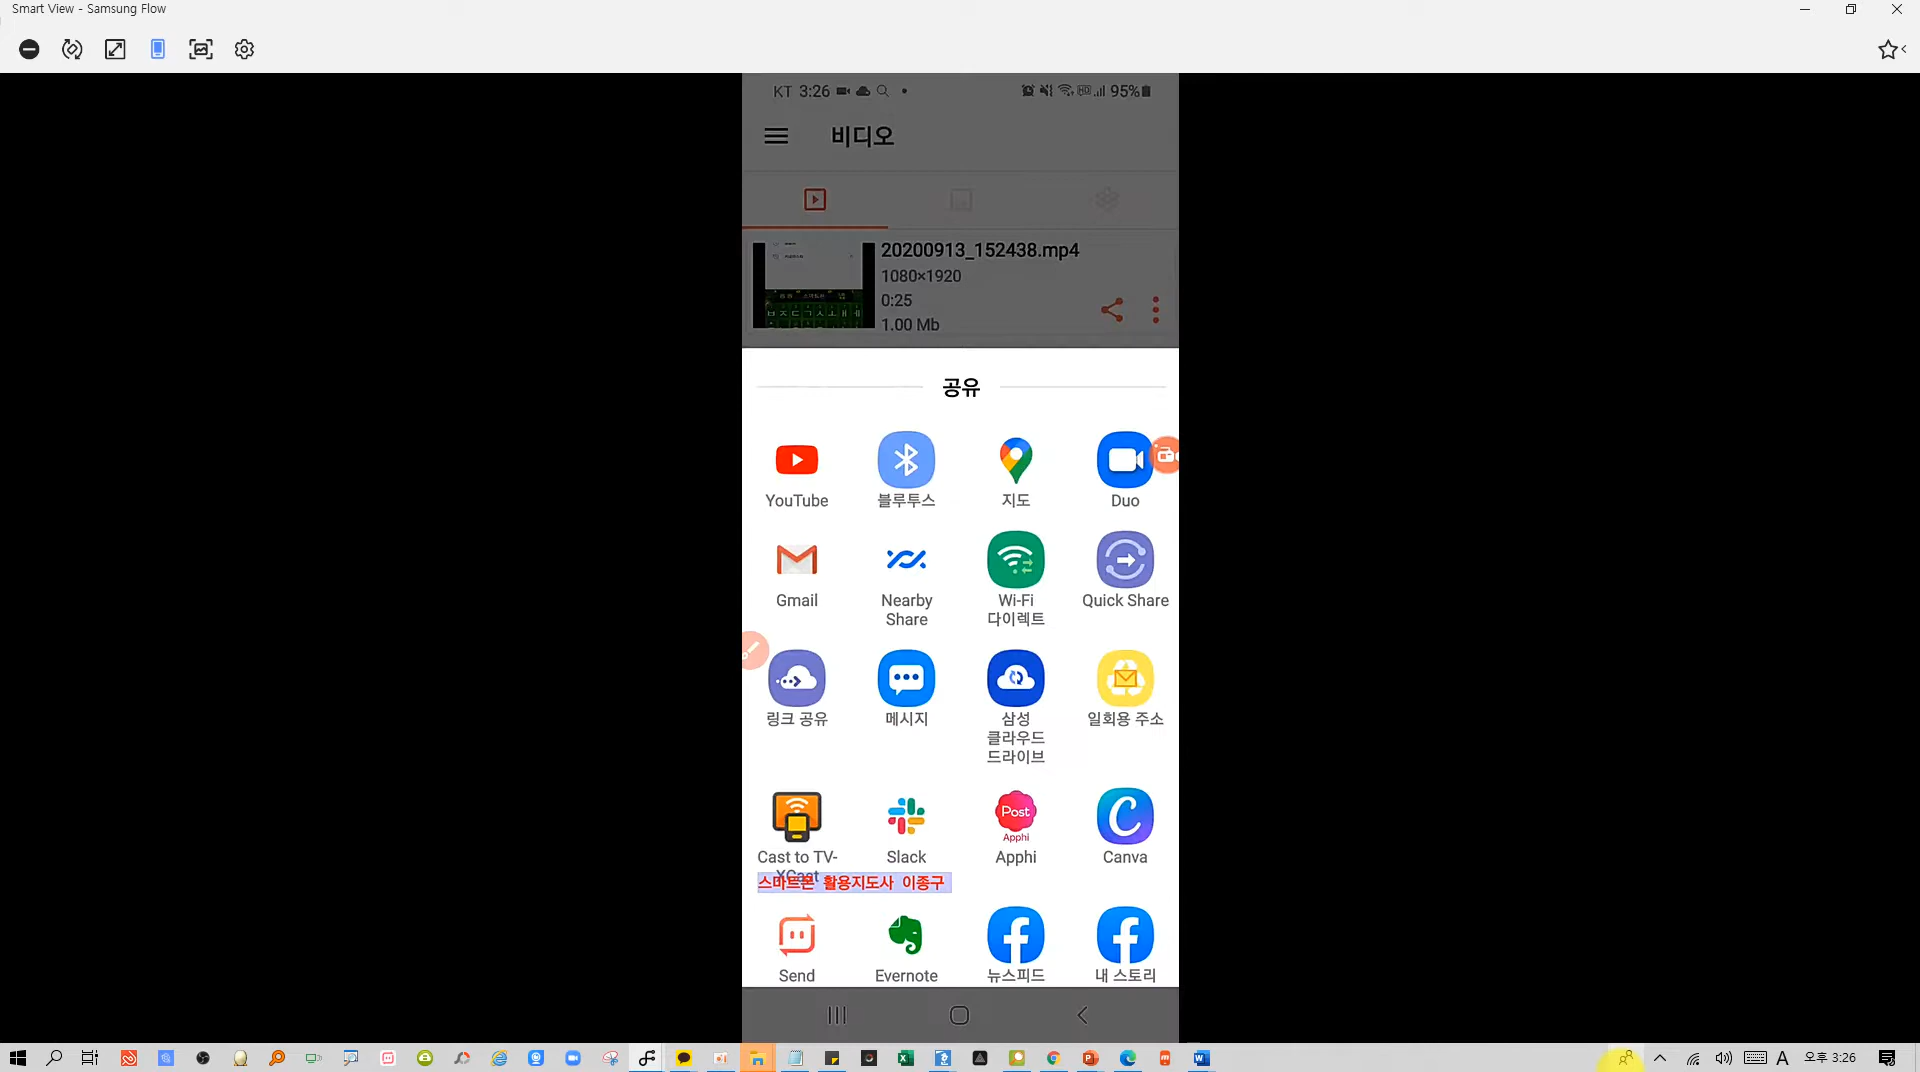 Smart View - Samsung Flow
KT 3:26 95%
비디오
20200913_152438.mp4
1080×1920
0:25
1.00 Mb
공유
YouTube 블루투스 지도 Duo
Gmail Nearby Share Wi-Fi 다이렉트 Quick Share
링크 공유 메시지 삼성 클라우드 드라이브 일회용 주소
Post
Apphi
Cast to TV-XCast Slack Apphi Canva
스마트폰 활용지도사 이종구
Send Evernote 뉴스피드 내 스토리
A 오후 3:26